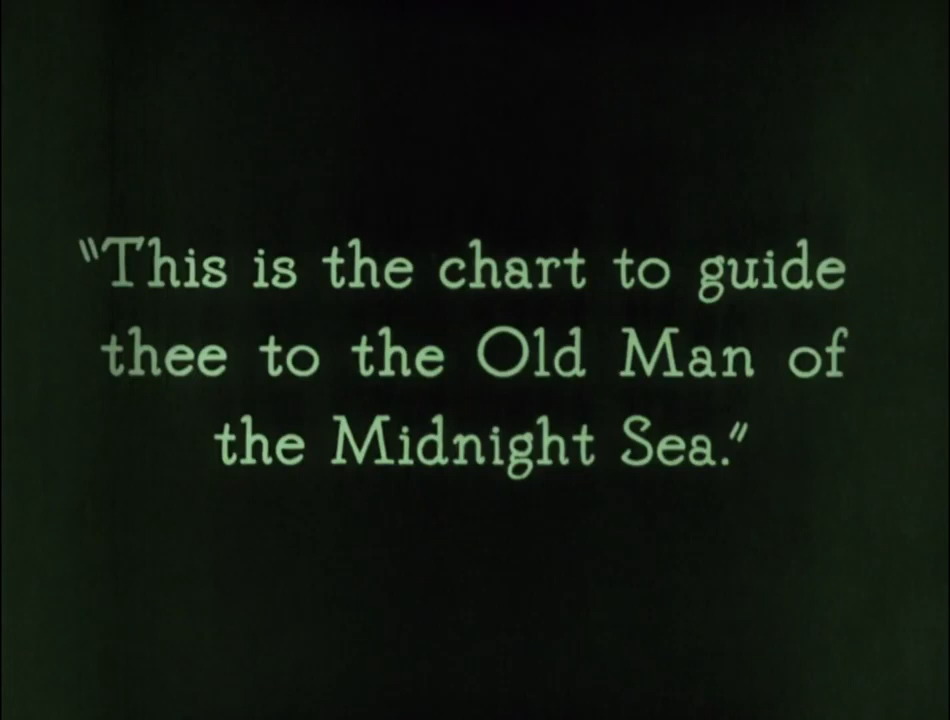 "This is the chart to guide
thee to the Old Man of
the Midnight Sea."